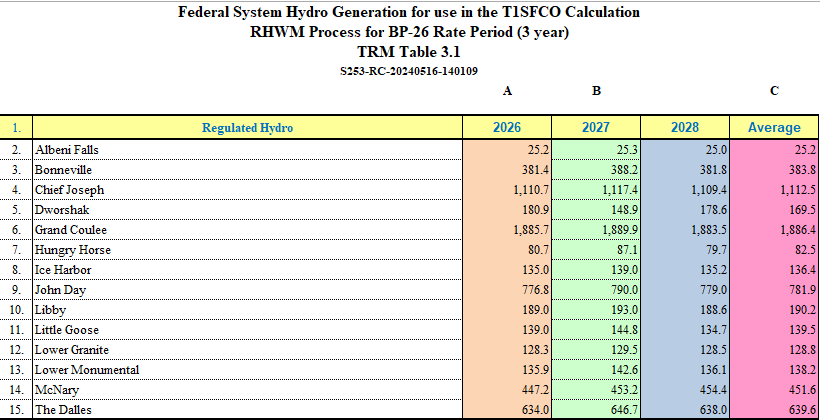 Federal System Hydro Generation for use in the T1SFCO Calculation
RHWM Process for BP-26 Rate Period (3 year)
TRM Table 3.1
S253-RC-20240516-140109
A B C
1. Regulated Hydro 2026 2027 2028 Average
2. Albeni Falls 25.2 25.3 25.0 25.2
3. Bonneville 381.4 388.2 381.8 383.8
4. Chief Joseph 1,110.7 1,117.4 1,109.4 1,112.5
5. Dworshak 180.9 148.9 178.6 169.5
6. Grand Coulee 1,885.7 1,889.9 1,883.5 1,886.4
7. Hungry Horse 80.7 87.1 79.7 82.5
8. Ice Harbor 135.0 139.0 135.2 136.4
9. John Day 776.8 790.0 779.0 781.9
10. Libby 189.0 193.0 188.6 190.2
11. Little Goose 139.0 144.8 134.7 139.5
12. Lower Granite 128.3 129.5 128.5 128.8
13. Lower Monumental 135.9 142.6 136.1 138.2
14. McNary 447.2 453.2 454.4 451.6
15. The Dalles 634.0 646.7 638.0 639.6